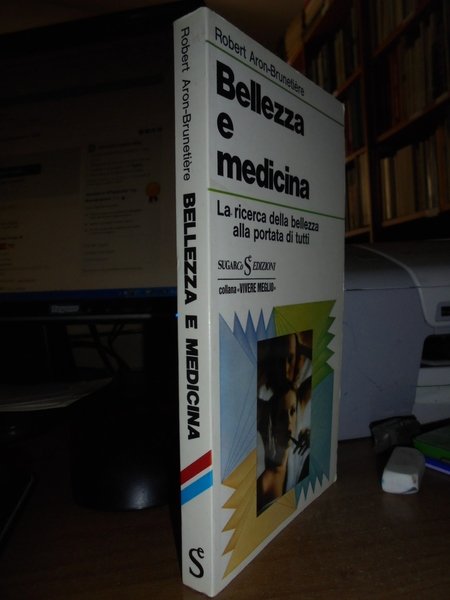 Robert Aron-Brunetière
BELLEZZA E MEDICINA
S
Robert Aron-Brunetière
Bellezza
e
medicina
La ricerca della bellezza
alla portata di tutti
SUGARCo S EDIZIONI
collana «VIVERE MEGLIO»